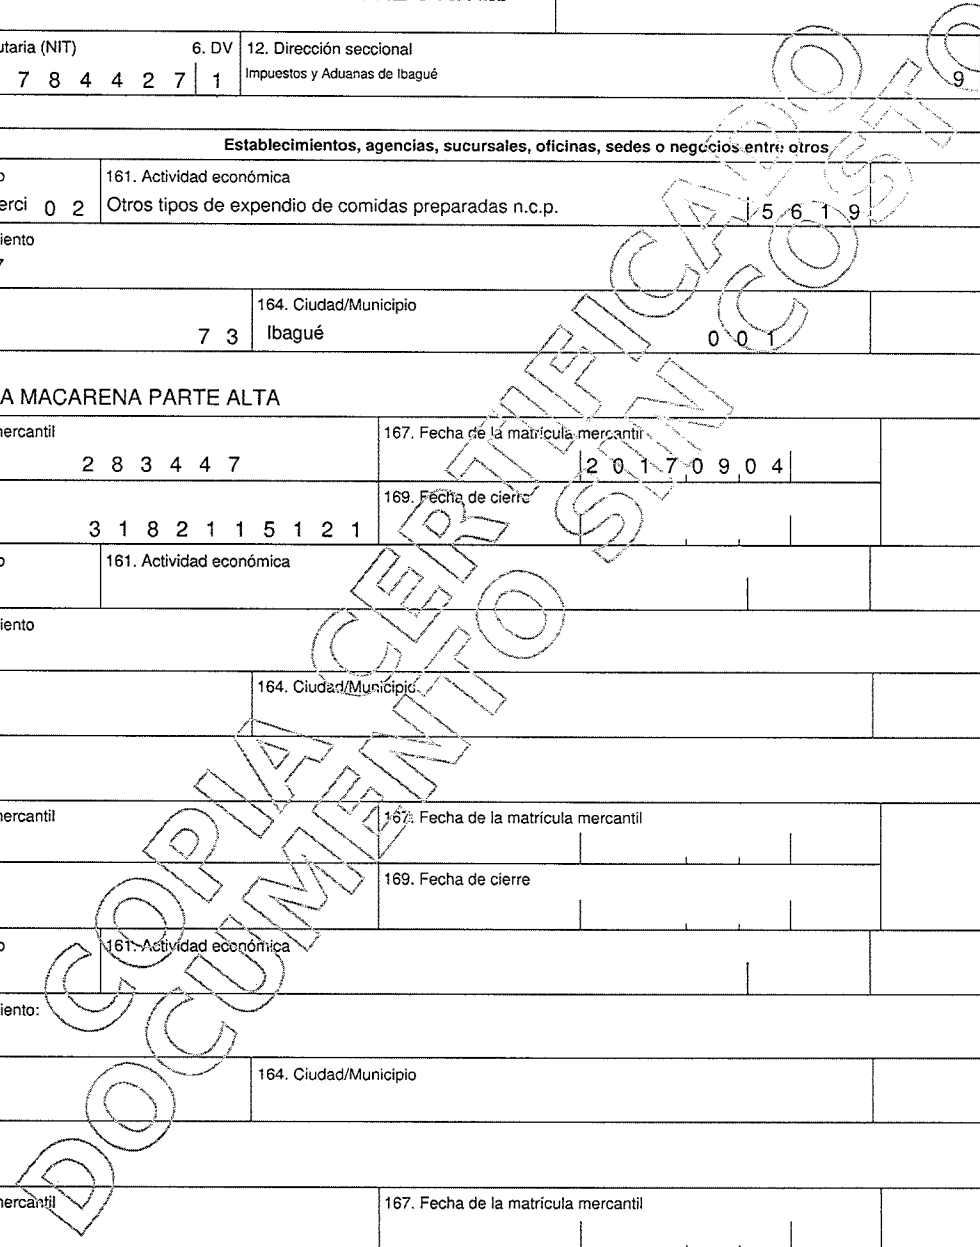 utaria (NIT) 6. DV 12. Dirección seccional
7 8 4 4 2 7 1 Impuestos y Aduanas de Ibagué 9
Establecimientos, agencias, sucursales, oficinas, sedes o negocios entre otros
o 161. Actividad económica
erci 0 2 Otros tipos de expendio de comidas preparadas n.c.p. 5 6 1 9
iento
164. Ciudad/Municipio
7 3 Ibagué 0 0 1
A MACARENA PARTE ALTA
nercantil 167. Fecha de la matrícula mercantil
2 8 3 4 4 7 2 0 1 7 0 9 0 4
169. Fecha de cierre
3 1 8 2 1 1 5 1 2 1
o 161. Actividad económica
iento
164. Ciudad/Municipio
nercantil 167. Fecha de la matrícula mercantil
169. Fecha de cierre
o 161. Actividad económica
iento:
164. Ciudad/Municipio
nercantil 167. Fecha de la matrícula mercantil
COPIA CERTIFICADO
DOCUMENTO SIN COSTO